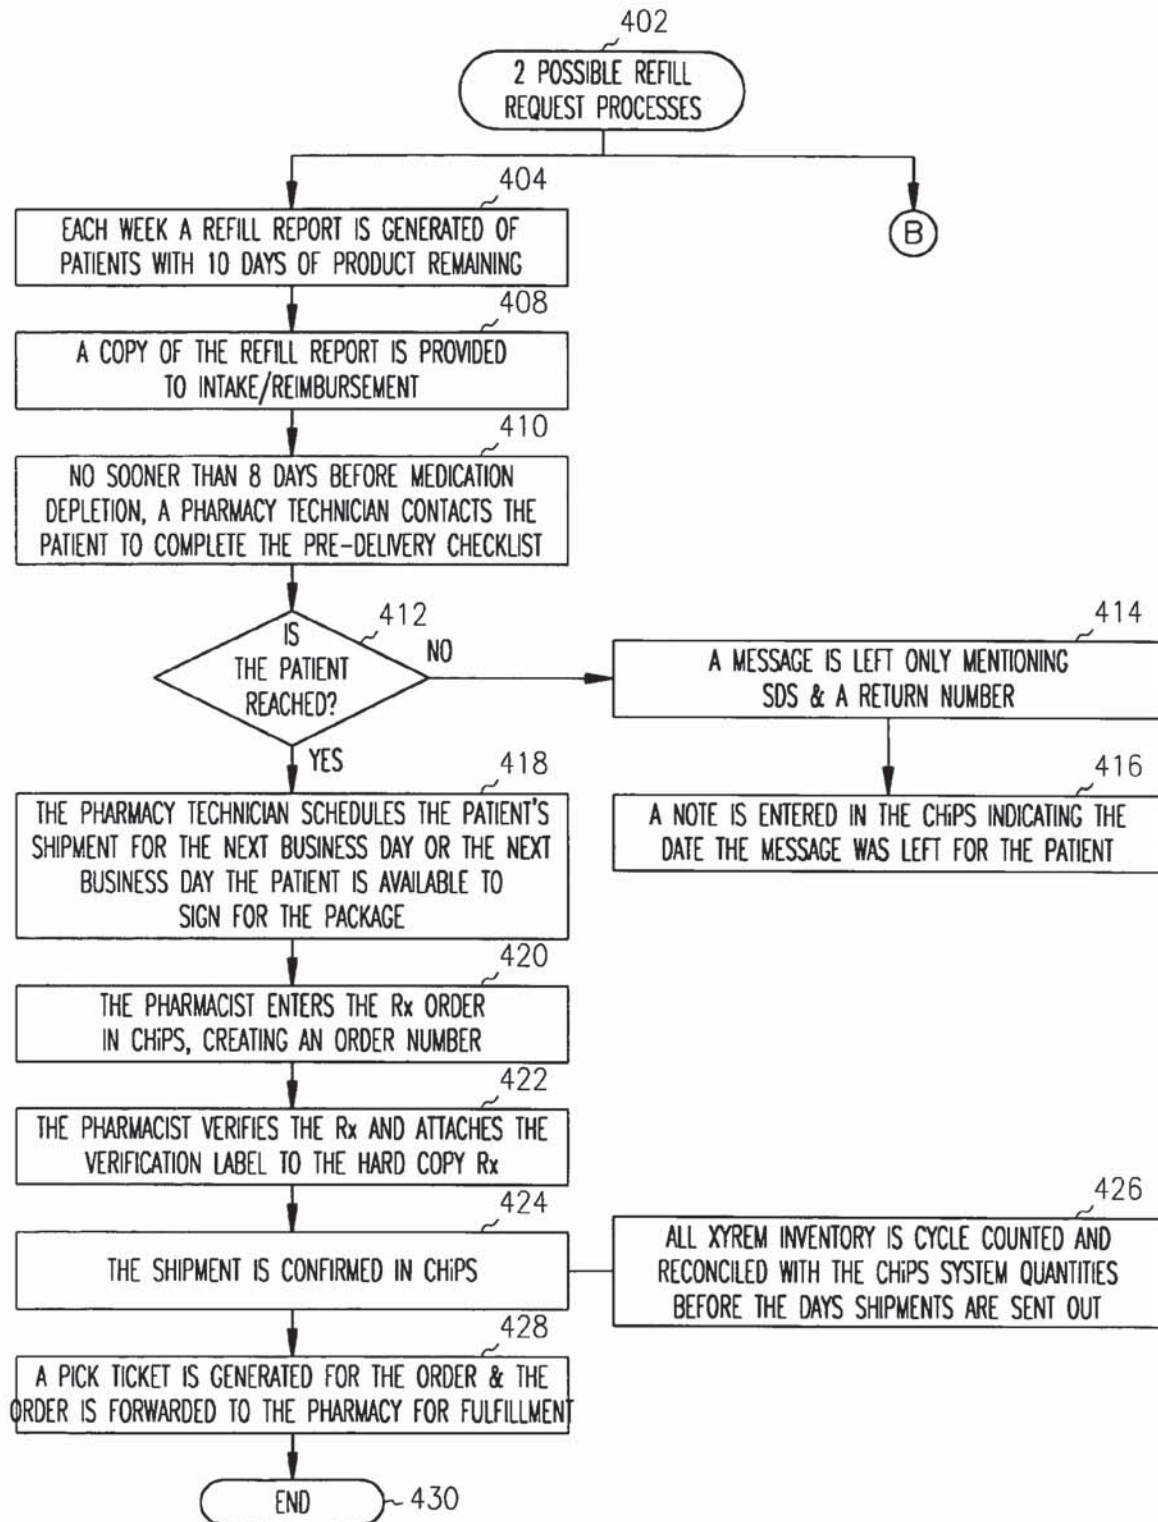 402
2 POSSIBLE REFILL
REQUEST PROCESSES
404
EACH WEEK A REFILL REPORT IS GENERATED OF
PATIENTS WITH 10 DAYS OF PRODUCT REMAINING
B
408
A COPY OF THE REFILL REPORT IS PROVIDED
TO INTAKE/REIMBURSEMENT
410
NO SOONER THAN 8 DAYS BEFORE MEDICATION
DEPLETION, A PHARMACY TECHNICIAN CONTACTS THE
PATIENT TO COMPLETE THE PRE-DELIVERY CHECKLIST
412
IS
THE PATIENT
REACHED?
NO
YES
414
A MESSAGE IS LEFT ONLY MENTIONING
SDS & A RETURN NUMBER
416
A NOTE IS ENTERED IN THE CHiPS INDICATING THE
DATE THE MESSAGE WAS LEFT FOR THE PATIENT
418
THE PHARMACY TECHNICIAN SCHEDULES THE PATIENT'S
SHIPMENT FOR THE NEXT BUSINESS DAY OR THE NEXT
BUSINESS DAY THE PATIENT IS AVAILABLE TO
SIGN FOR THE PACKAGE
420
THE PHARMACIST ENTERS THE Rx ORDER
IN CHiPS, CREATING AN ORDER NUMBER
422
THE PHARMACIST VERIFIES THE Rx AND ATTACHES THE
VERIFICATION LABEL TO THE HARD COPY Rx
424
THE SHIPMENT IS CONFIRMED IN CHiPS
426
ALL XYREM INVENTORY IS CYCLE COUNTED AND
RECONCILED WITH THE CHiPS SYSTEM QUANTITIES
BEFORE THE DAYS SHIPMENTS ARE SENT OUT
428
A PICK TICKET IS GENERATED FOR THE ORDER & THE
ORDER IS FORWARDED TO THE PHARMACY FOR FULFILLMENT
END
430